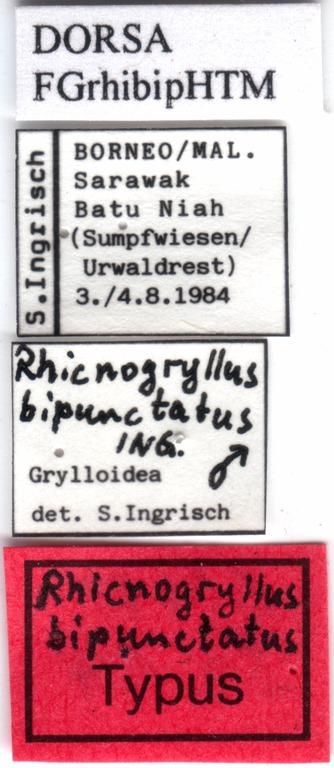 DORSA
FGrhibipHTM
S.Ingrisch
BORNEO/MAL.
Sarawak
Batu Niah
(Sumpfwiesen/
Urwaldrest)
3./4.8.1984
Rhicnogryllus
bipunctatus
ING.
Grylloidea ♂
det. S.Ingrisch
Rhicnogryllus
bipunctatus
Typus